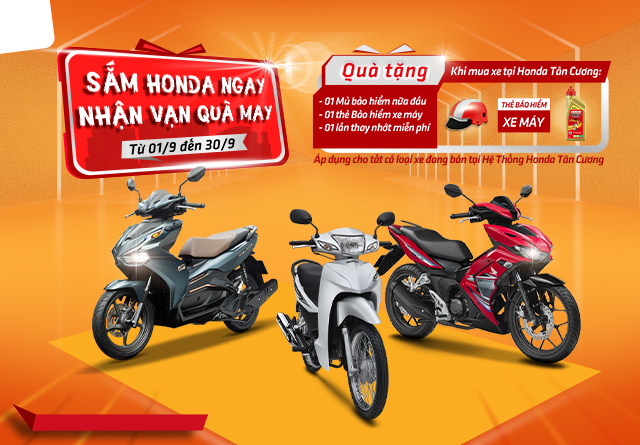 SẮM HONDA NGAY
NHẬN VẠN QUÀ MAY
Từ 01/9 đến 30/9
Quà tặng
Khi mua xe tại Honda Tân Cương:
- 01 Mủ bảo hiểm nữa đầu
- 01 thẻ Bảo hiểm xe máy
- 01 lần thay nhớt miễn phí
THẺ BẢO HIỂM
XE MÁY
Áp dụng cho tất cả loại xe đang bán tại Hệ Thống Honda Tân Cương